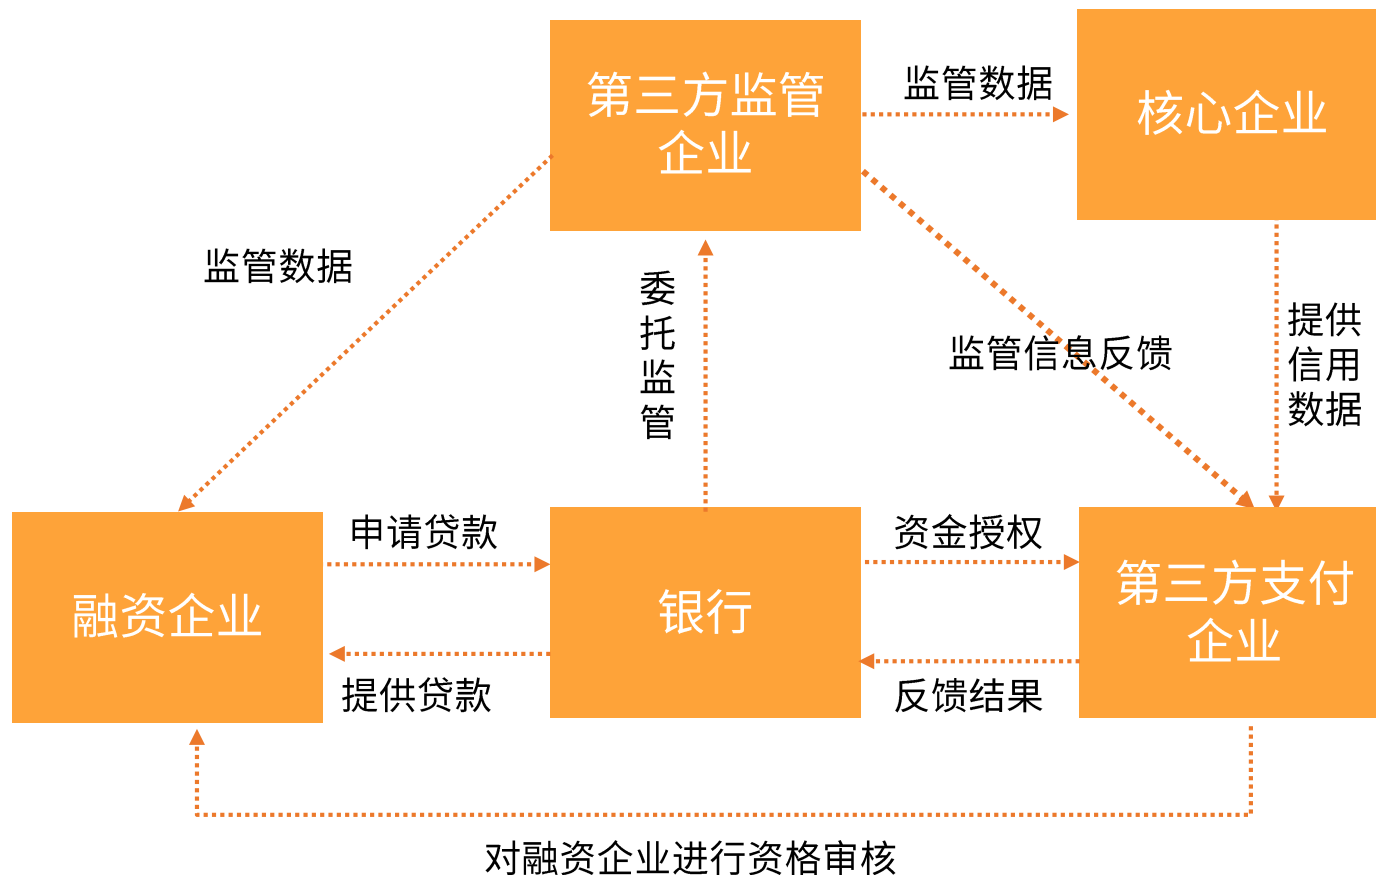 第三方监管
企业
监管数据
核心企业
监管数据
委
托
监
管
监管信息反馈
提供
信用
数据
融资企业
申请贷款
提供贷款
银行
资金授权
反馈结果
第三方支付
企业
对融资企业进行资格审核